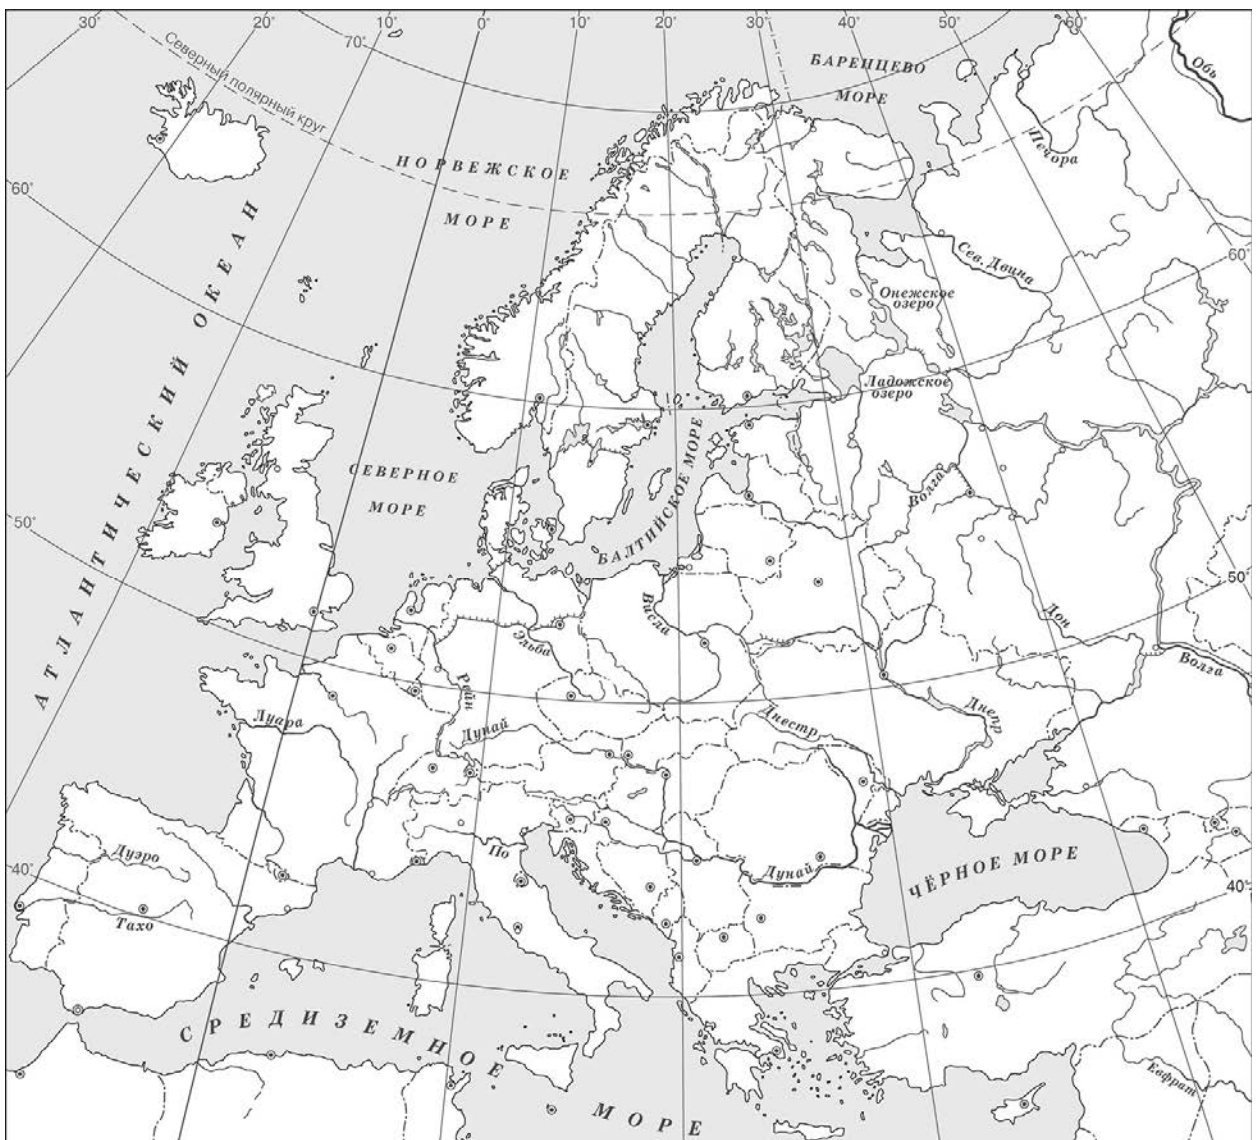 30°
20°
10°
0°
10°
20°
30°
40°
50°
60°
70°
Северный полярный круг
БАРЕНЦЕВО
МОРЕ
Обь
Печора
НОРВЕЖСКОЕ
МОРЕ
60°
60°
АТЛАНТИЧЕСКИЙ ОКЕАН
Сев. Двина
Онежское
озеро
Ладожское
озеро
СЕВЕРНОЕ
МОРЕ
БАЛТИЙСКОЕ МОРЕ
Волга
50°
50°
Висла
Эльба
Дон
Волга
Рейн
Луара
Дунай
Днестр
Днепр
По
Дунай
ЧЁРНОЕ МОРЕ
Дуэро
40°
40°
Тахо
СРЕДИЗЕМНОЕ
МОРЕ
Евфрат